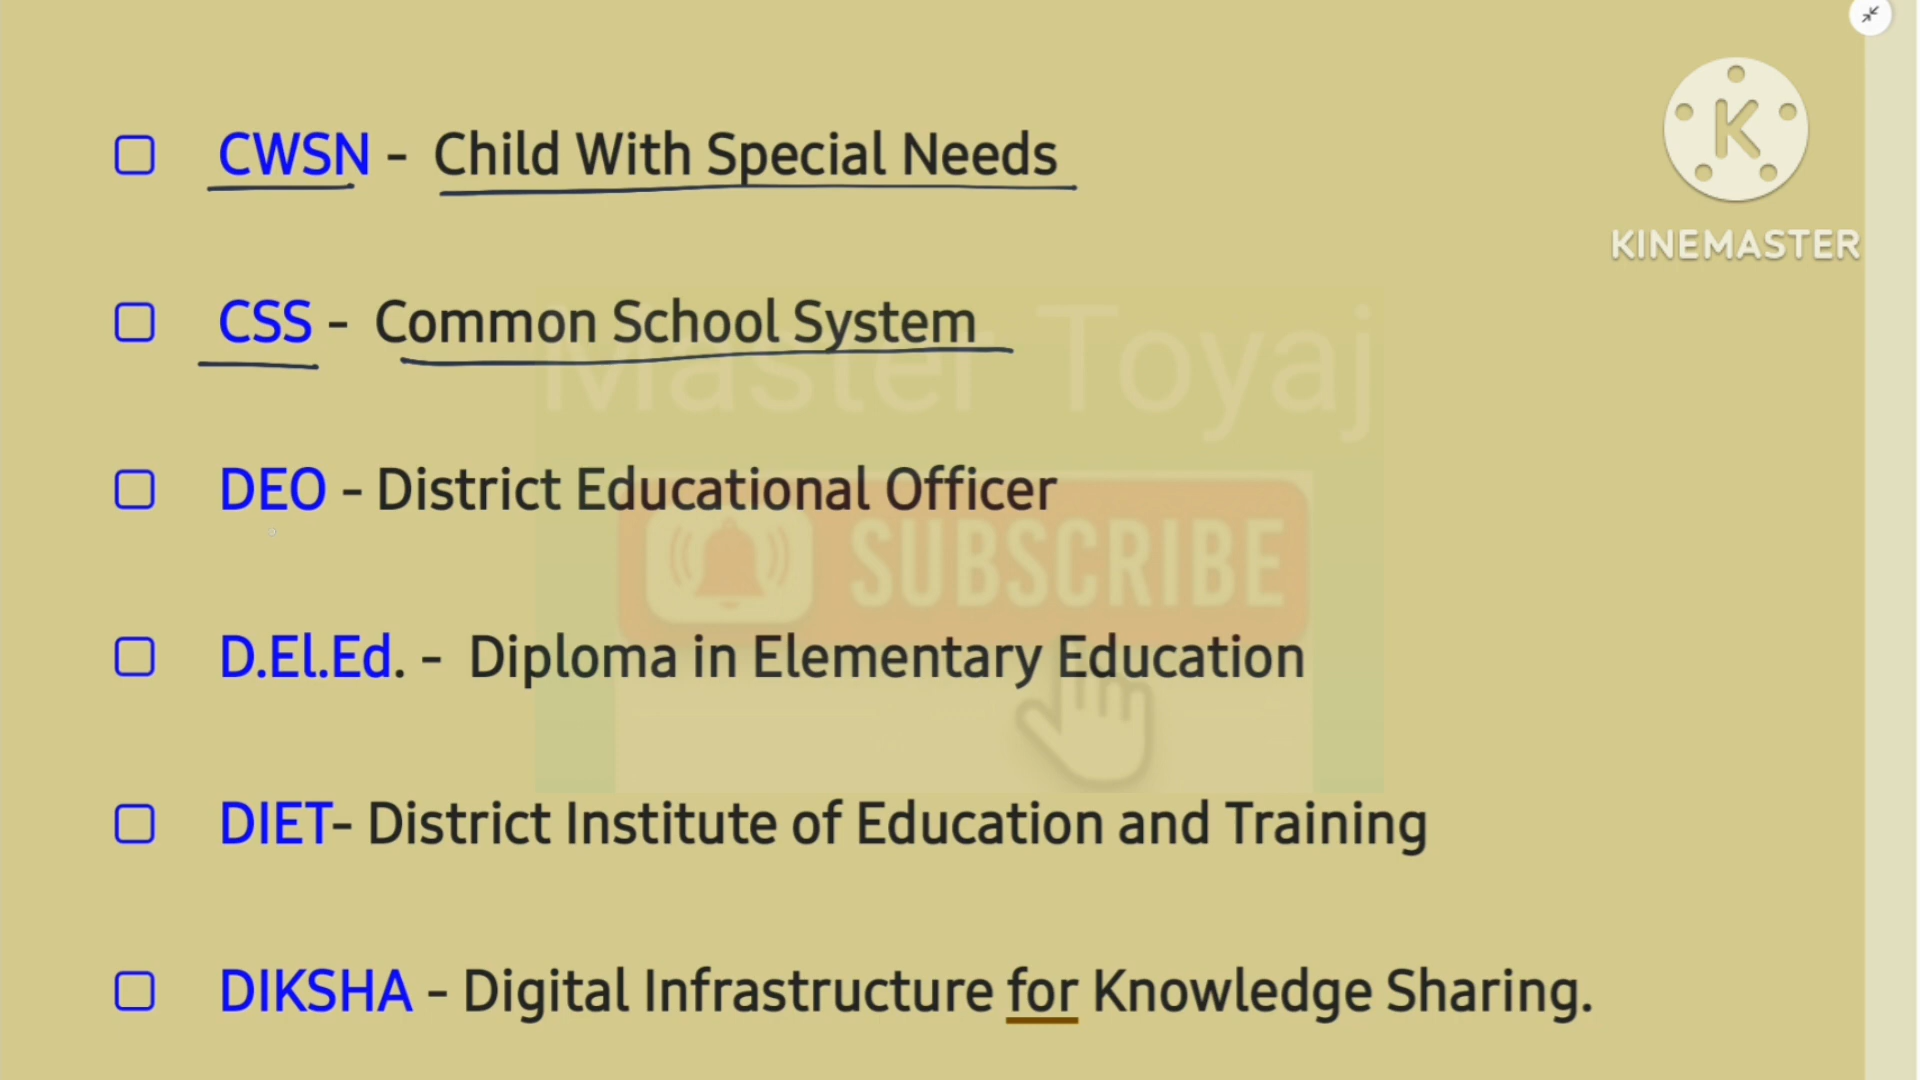 CWSN - Child With Special Needs
K
KINEMASTER
CSS - Common School System
Master Toyaj
DEO - District Educational Officer
SUBSCRIBE
D.El.Ed. - Diploma in Elementary Education
DIET- District Institute of Education and Training
DIKSHA - Digital Infrastructure for Knowledge Sharing.